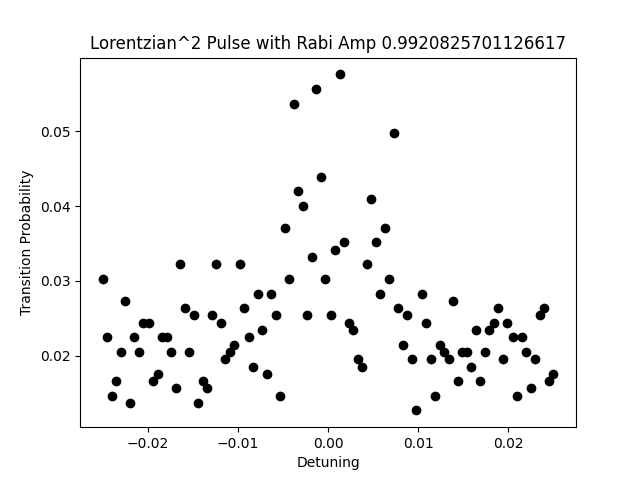 Lorentzian^2 Pulse with Rabi Amp 0.9920825701126617
Transition Probability
0.05
0.04
0.03
0.02
−0.02 −0.01 0.00 0.01 0.02
Detuning